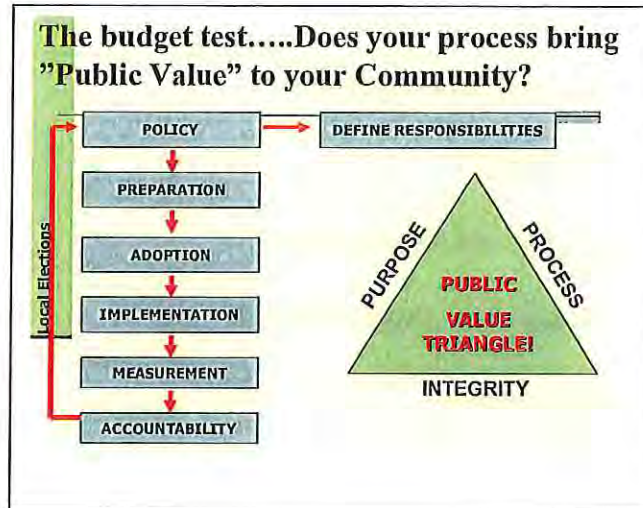 The budget test.....Does your process bring
”Public Value” to your Community?
POLICY
DEFINE RESPONSIBILITIES
PREPARATION
ADOPTION
IMPLEMENTATION
MEASUREMENT
ACCOUNTABILITY
Local Elections
PURPOSE
PROCESS
PUBLIC
VALUE
TRIANGLE!
INTEGRITY